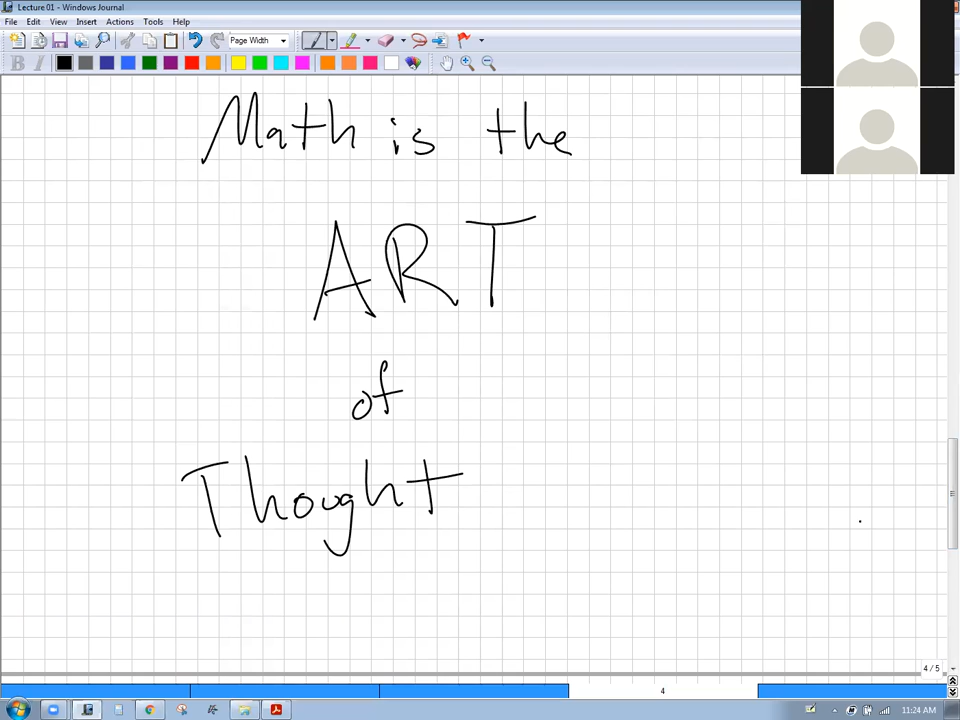 Lecture 01 - Windows Journal
File Edit View Insert Actions Tools Help
Page Width
B I
Math is the
ART
of
Thought
4 / 5
4
11:24 AM